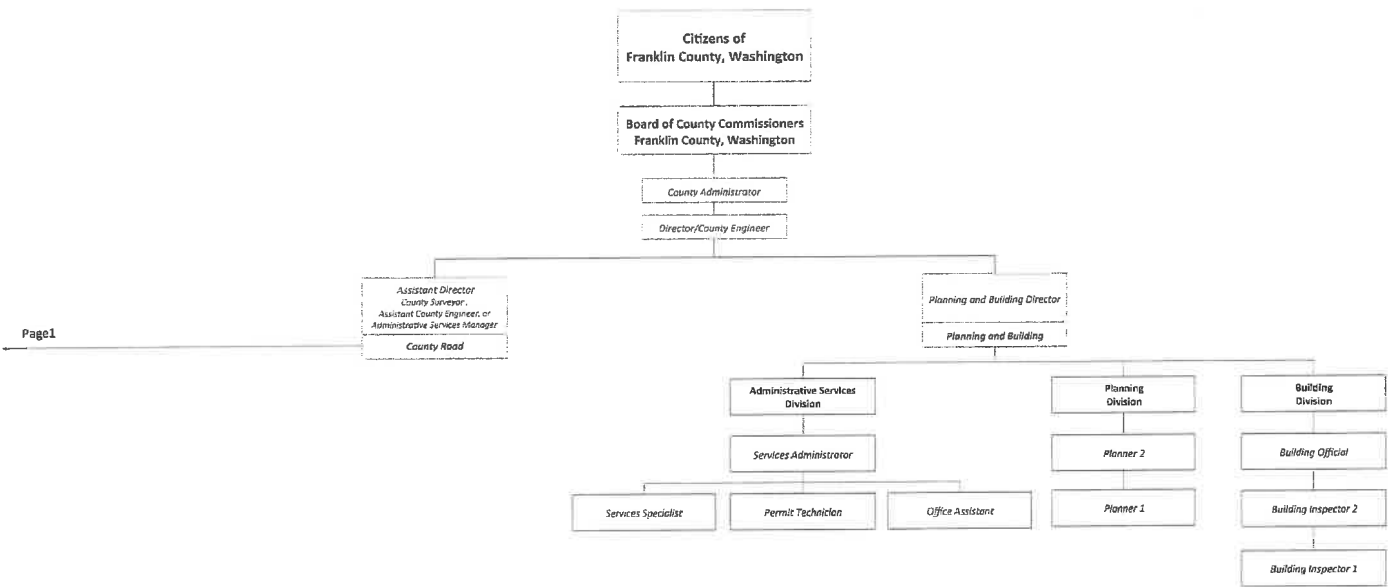 Citizens of
Franklin County, Washington
Board of County Commissioners
Franklin County, Washington
County Administrator
Director/County Engineer
Assistant Director
County Surveyor,
Assistant County Engineer, or
Administrative Services Manager
County Road
Page1
Planning and Building Director
Planning and Building
Administrative Services
Division
Services Administrator
Services Specialist
Permit Technician
Office Assistant
Planning
Division
Planner 2
Planner 1
Building
Division
Building Official
Building Inspector 2
Building Inspector 1